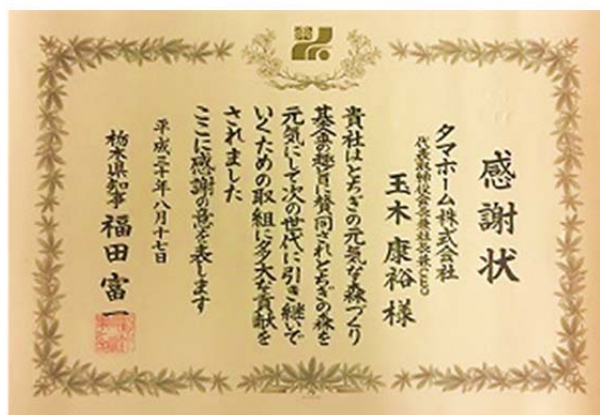 感謝状
タマホーム株式会社
代表取締役会長兼社長兼CEO
玉木康裕様
貴社はとちぎの元気な森づくり
基金の趣旨に賛同されとちぎの森を
元気にして次の世代に引き継いで
いくための取組に多大な貢献を
されました
ここに感謝の意を表します
平成三十年八月十七日
栃木県知事 福田富一